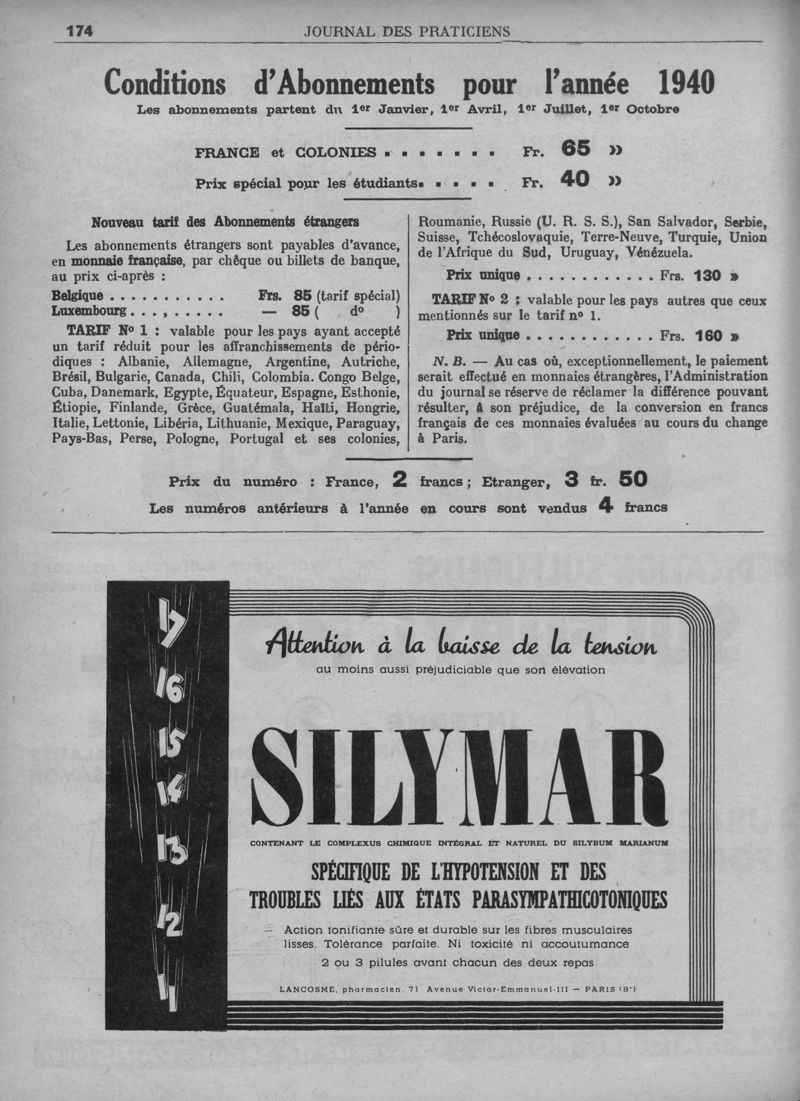 174
JOURNAL DES PRATICIENS
Conditions d'Abonnements pour l'année 1940
Les abonnements partent du 1er Janvier, 1er Avril, 1er Juillet, 1er Octobre
FRANCE et COLONIES . . . . . . . Fr. 65 »
Prix spécial pour les étudiants. . . . . Fr. 40 »
Nouveau tarif des Abonnements étrangers
Les abonnements étrangers sont payables d'avance,
en monnaie française, par chêque ou billets de banque,
au prix ci-après :
Belgique . . . . . . . . . . . Frs. 85 (tarif spécial)
Luxembourg . . . , . . . . . — 85 ( do )
TARIF No 1 : valable pour les pays ayant accepté
un tarif réduit pour les affranchissements de pério-
diques : Albanie, Allemagne, Argentine, Autriche,
Brésil, Bulgarie, Canada, Chili, Colombia. Congo Belge,
Cuba, Danemark, Egypte, Équateur, Espagne, Esthonie,
Étiopie, Finlande, Grèce, Guatémala, Haïti, Hongrie,
Italie, Lettonie, Libéria, Lithuanie, Mexique, Paraguay,
Pays-Bas, Perse, Pologne, Portugal et ses colonies,
Roumanie, Russie (U. R. S. S.), San Salvador, Serbie,
Suisse, Tchécoslovaquie, Terre-Neuve, Turquie, Union
de l'Afrique du Sud, Uruguay, Vénézuela.
Prix unique . . . . . . . . . . . . Frs. 130 »
TARIF No 2 : valable pour les pays autres que ceux
mentionnés sur le tarif no 1.
Prix unique . . . . . . . . . . . . Frs. 160 »
N. B. — Au cas où, exceptionnellement, le paiement
serait effectué en monnaies étrangères, l'Administration
du journal se réserve de réclamer la différence pouvant
résulter, à son préjudice, de la conversion en francs
français de ces monnaies évaluées au cours du change
à Paris.
Prix du numéro : France, 2 francs ; Etranger, 3 fr. 50
Les numéros antérieurs à l'année en cours sont vendus 4 francs
17
16
15
14
13
12
11
Attention à la baisse de la tension
au moins aussi préjudiciable que son élévation
SILYMAR
CONTENANT LE COMPLEXUS CHIMIQUE INTÉGRAL ET NATUREL DU SILYBUM MARIANUM
SPÉCIFIQUE DE L'HYPOTENSION ET DES
TROUBLES LIÉS AUX ÉTATS PARASYMPATHICOTONIQUES
Action tonifiante sûre et durable sur les fibres musculaires
lisses. Tolérance parfaite. Ni toxicité ni accoutumance
2 ou 3 pilules avant chacun des deux repas
LANCOSME, pharmacien. 71 Avenue Victor-Emmanuel-III — PARIS (8e)